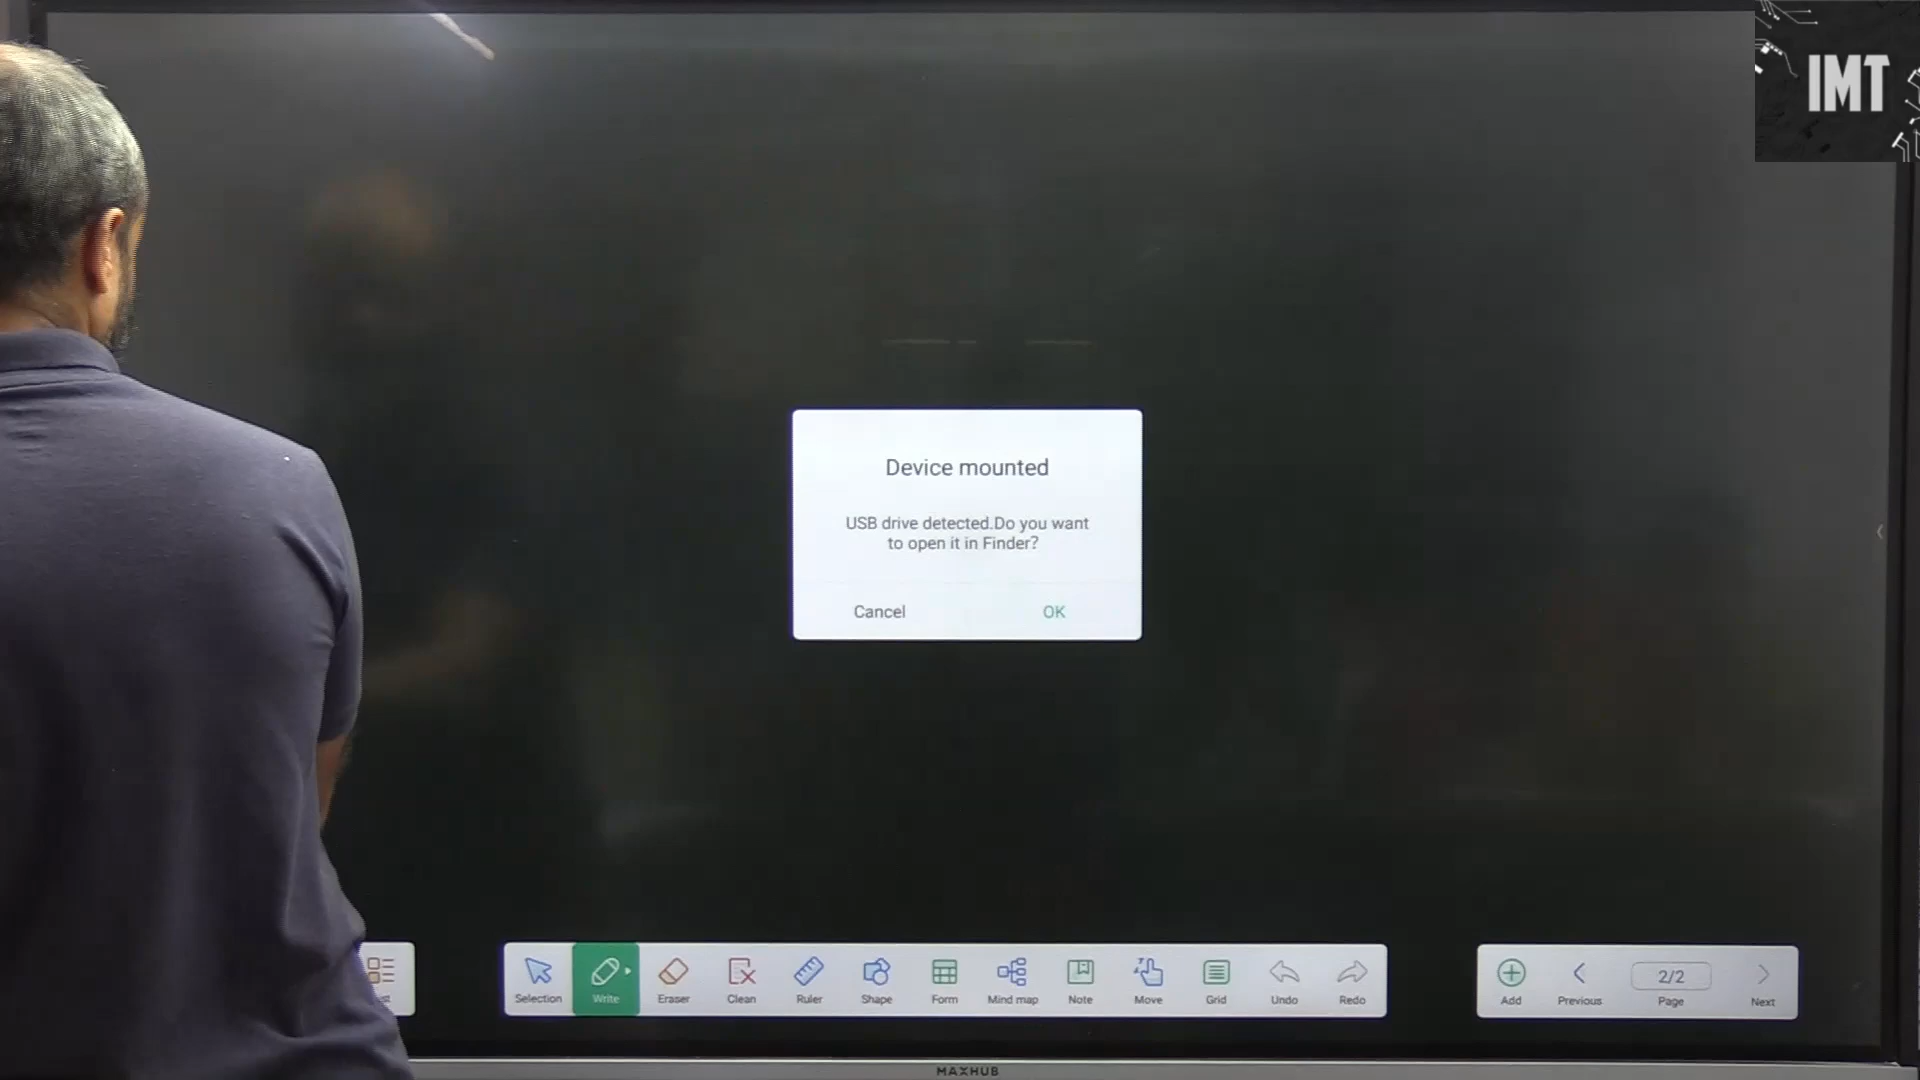 IMT
Device mounted
USB drive detected.Do you want
to open it in Finder?
Cancel OK
Selection Write Eraser Clean Ruler Shape Form Mind map Note Move Grid Undo Redo
Add Previous 2/2 Page Next
MAXHUB